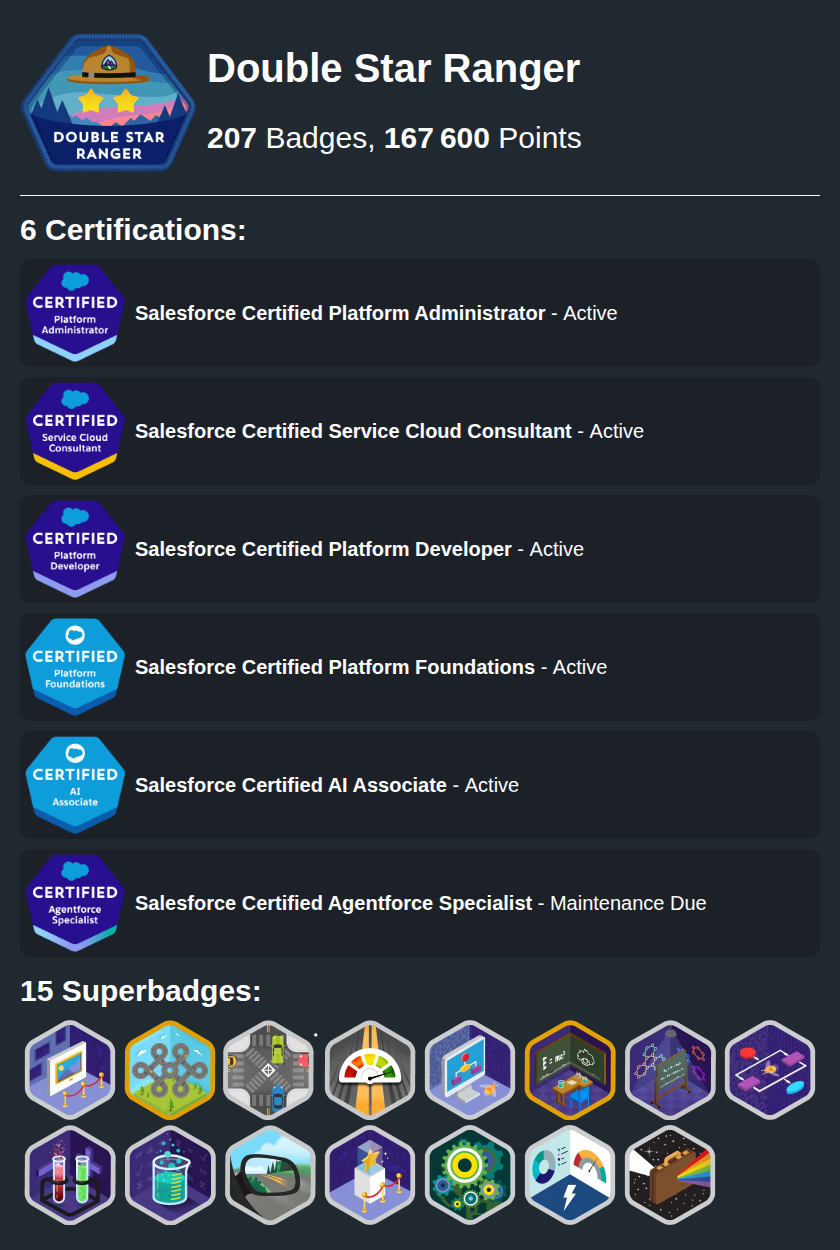 DOUBLE STAR
RANGER
Double Star Ranger
207 Badges, 167 600 Points
6 Certifications:
CERTIFIED
Platform
Administrator
Salesforce Certified Platform Administrator - Active
CERTIFIED
Service Cloud
Consultant
Salesforce Certified Service Cloud Consultant - Active
CERTIFIED
Platform
Developer
Salesforce Certified Platform Developer - Active
CERTIFIED
Platform
Foundations
Salesforce Certified Platform Foundations - Active
CERTIFIED
AI
Associate
Salesforce Certified AI Associate - Active
CERTIFIED
Agentforce
Specialist
Salesforce Certified Agentforce Specialist - Maintenance Due
15 Superbadges:
E=mc²